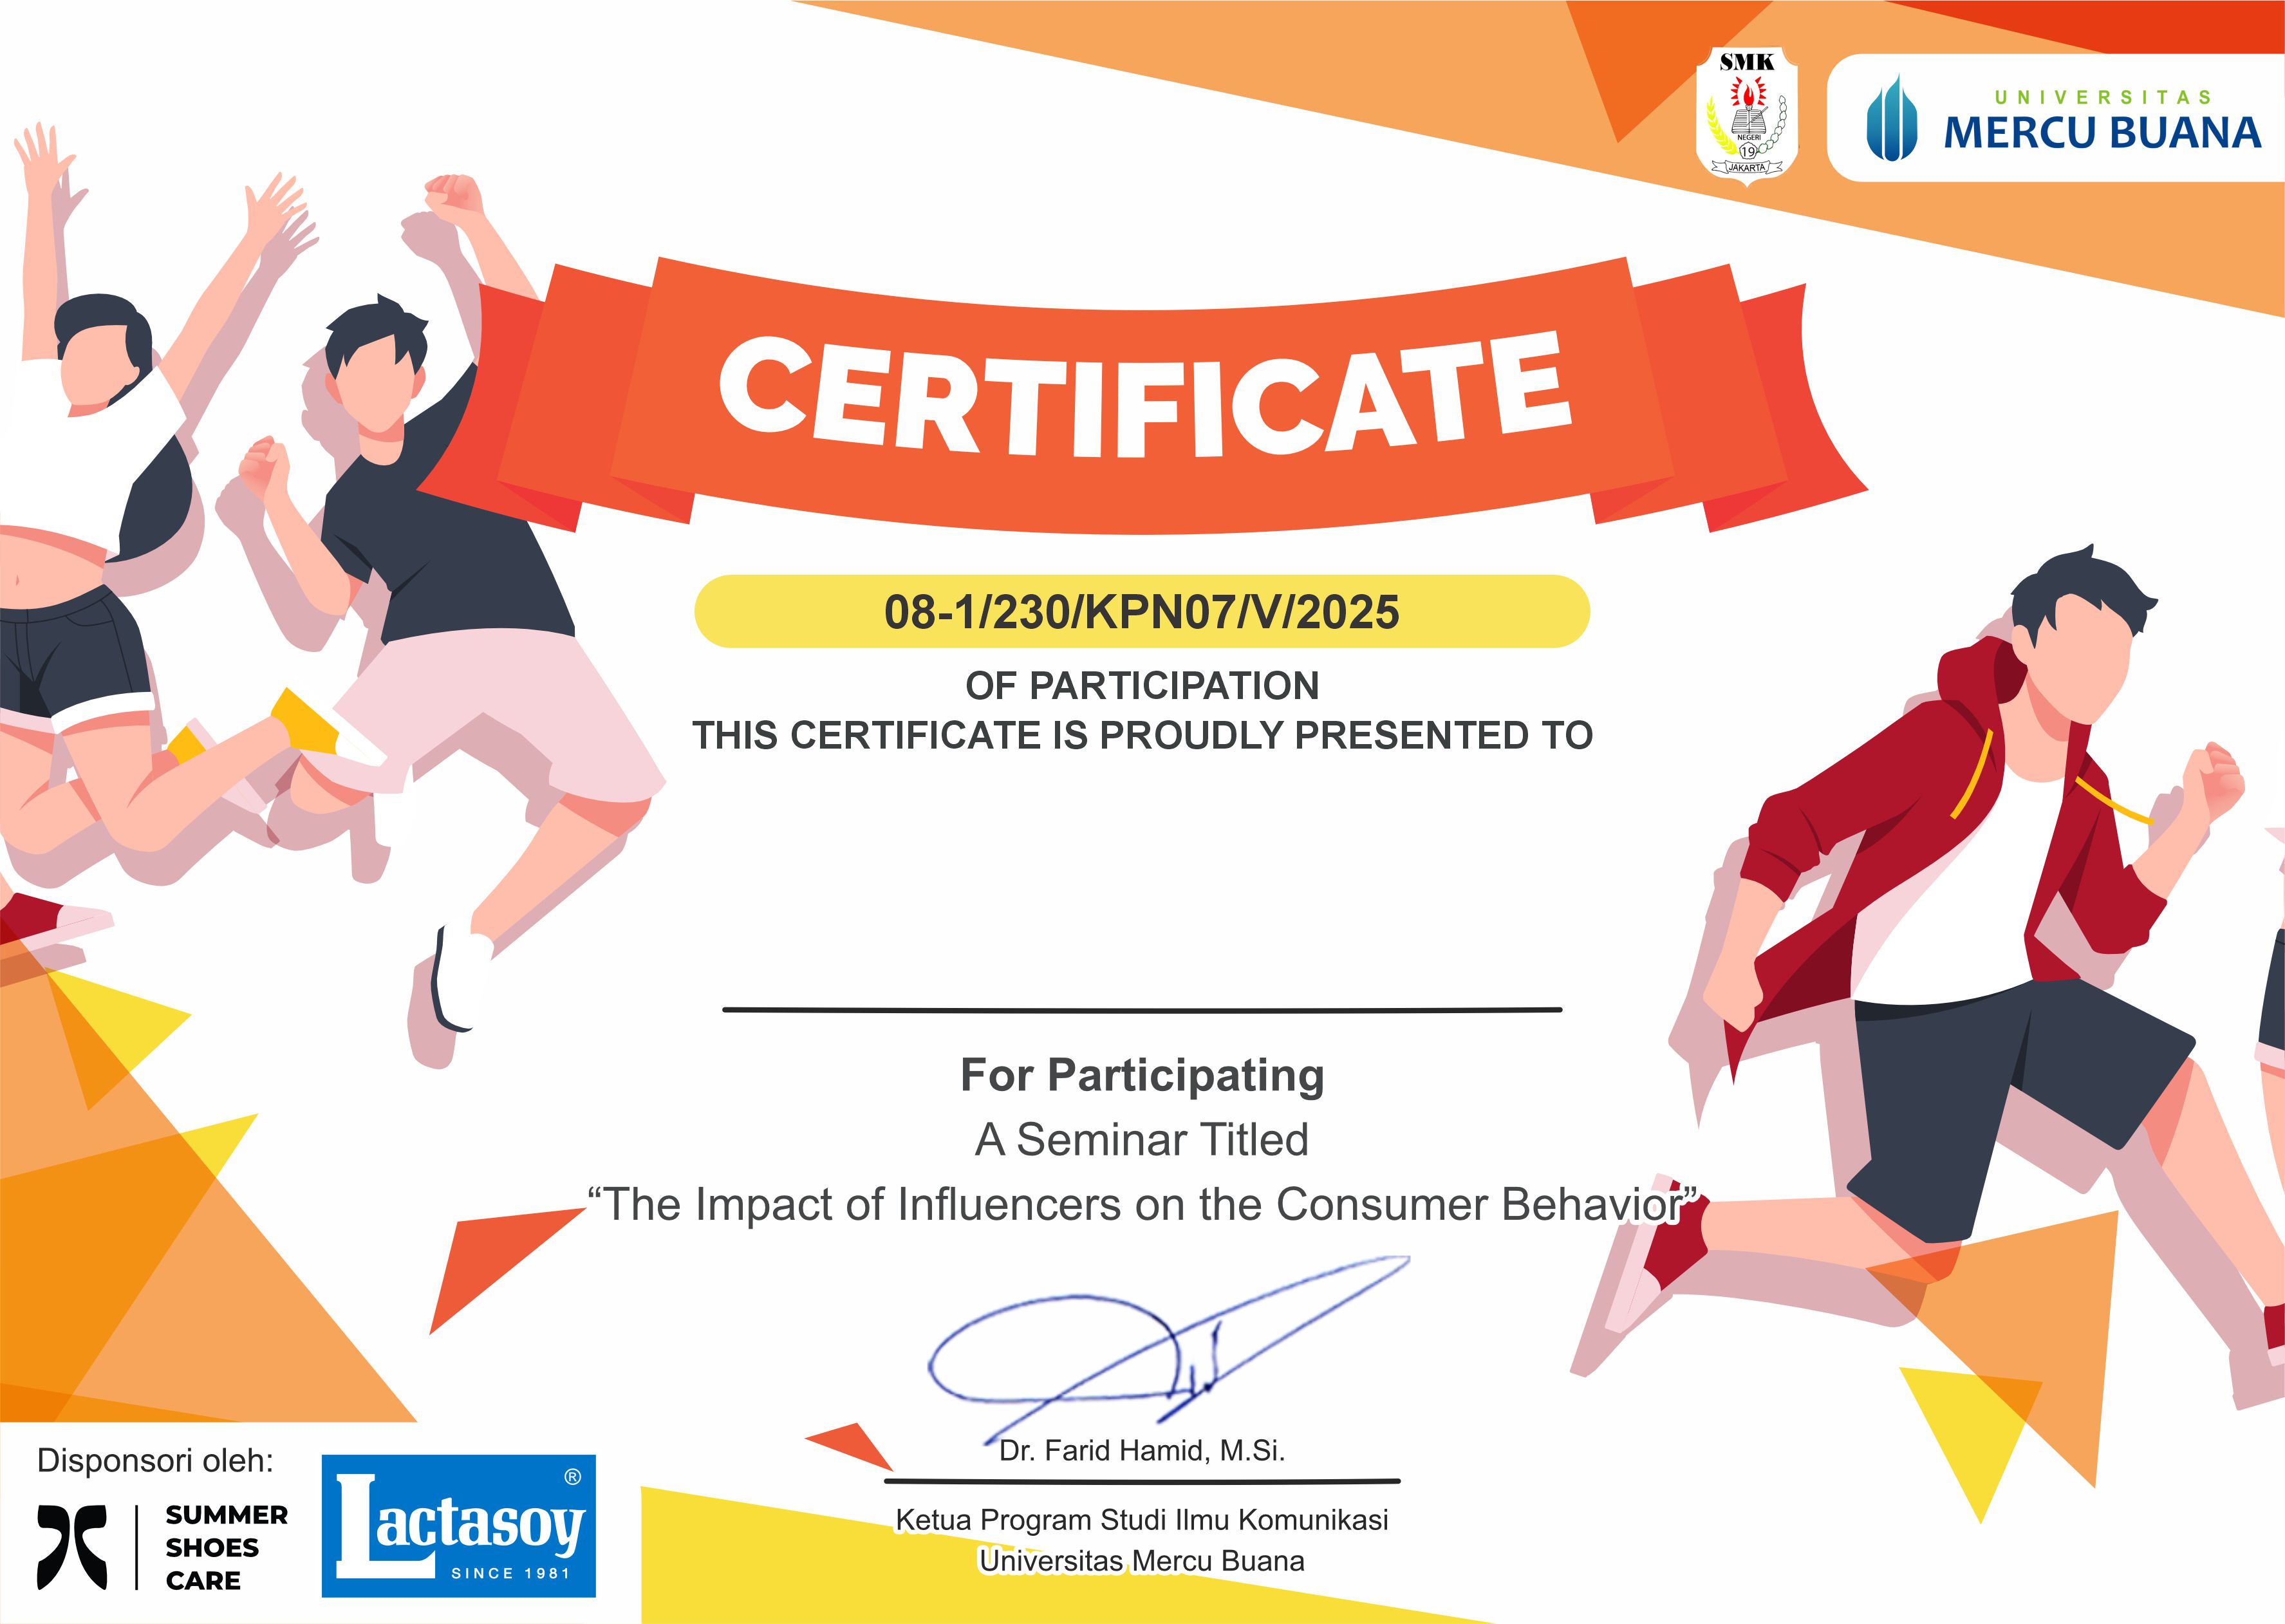 SMK
NEGERI
19
JAKARTA
UNIVERSITAS
MERCU BUANA
CERTIFICATE
08-1/230/KPN07/V/2025
OF PARTICIPATION
THIS CERTIFICATE IS PROUDLY PRESENTED TO
For Participating
A Seminar Titled
“The Impact of Influencers on the Consumer Behavior”
Dr. Farid Hamid, M.Si.
Ketua Program Studi Ilmu Komunikasi
Universitas Mercu Buana
Disponsori oleh:
SUMMER
SHOES
CARE
Lactasoy ®
SINCE 1981